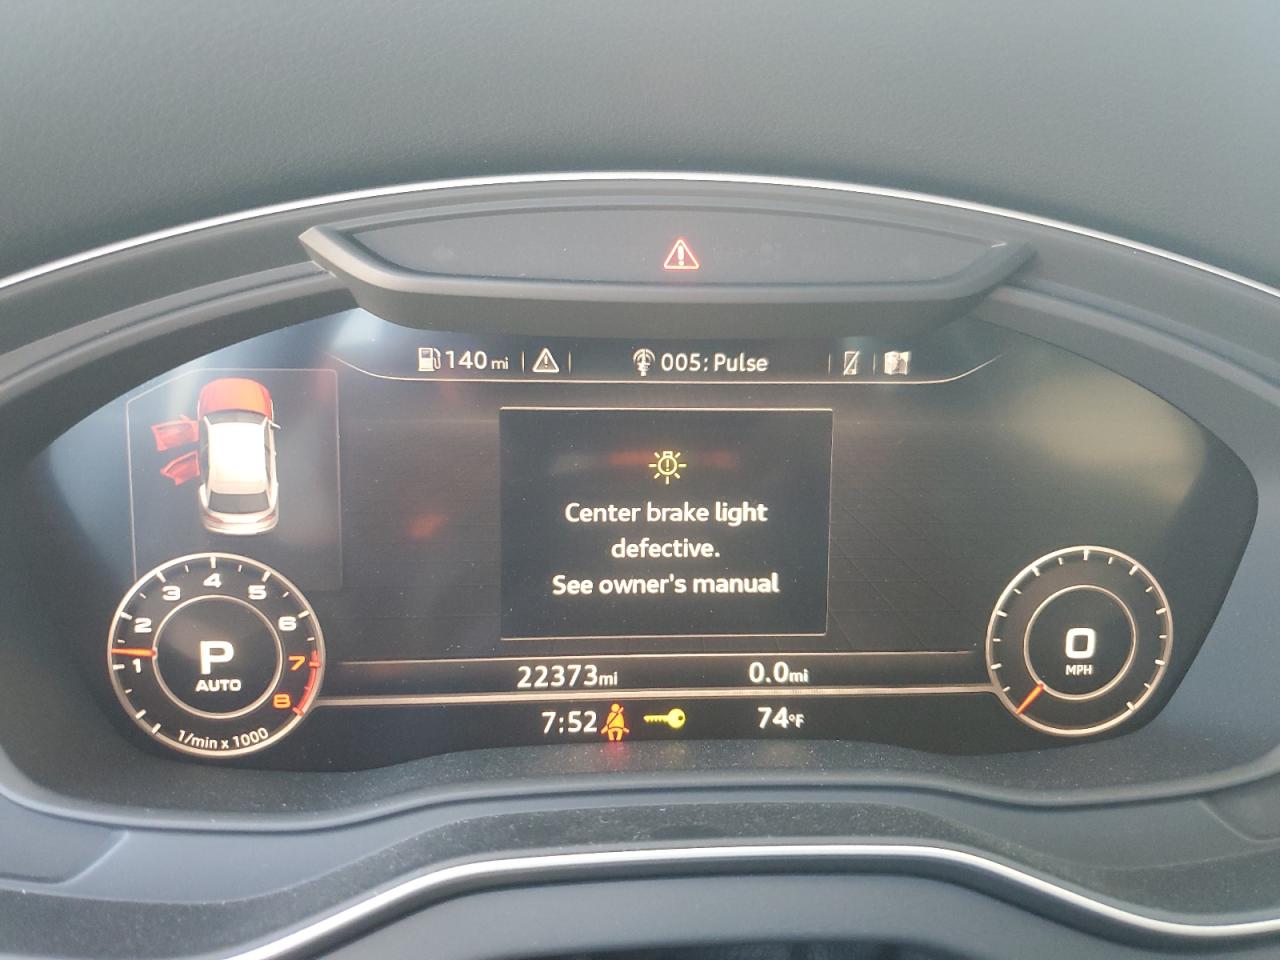 140 mi
005: Pulse
Center brake light
defective.
See owner's manual
1
2
3
4
5
6
7
8
P
AUTO
1/min x 1000
0
MPH
22373mi 0.0mi
7:52 74°F